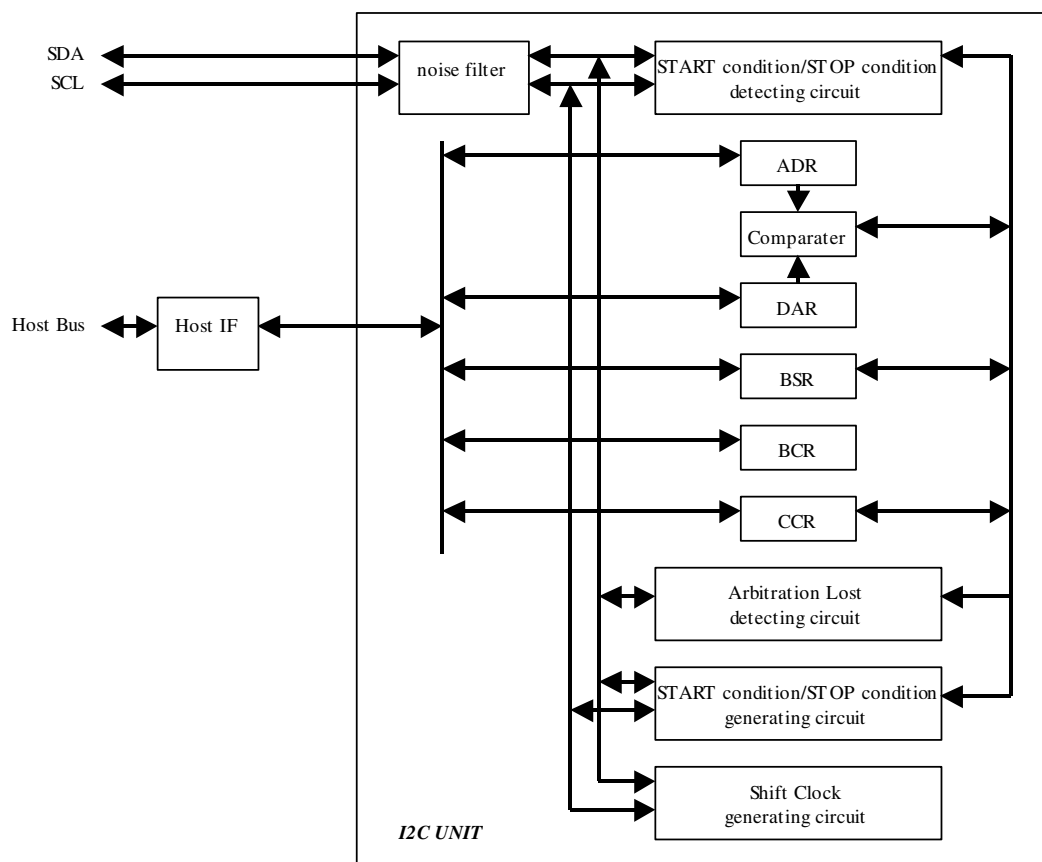 SDA
SCL
noise filter
START condition/STOP condition
detecting circuit
ADR
Comparater
DAR
Host Bus
Host IF
BSR
BCR
CCR
Arbitration Lost
detecting circuit
START condition/STOP condition
generating circuit
Shift Clock
generating circuit
I2C UNIT